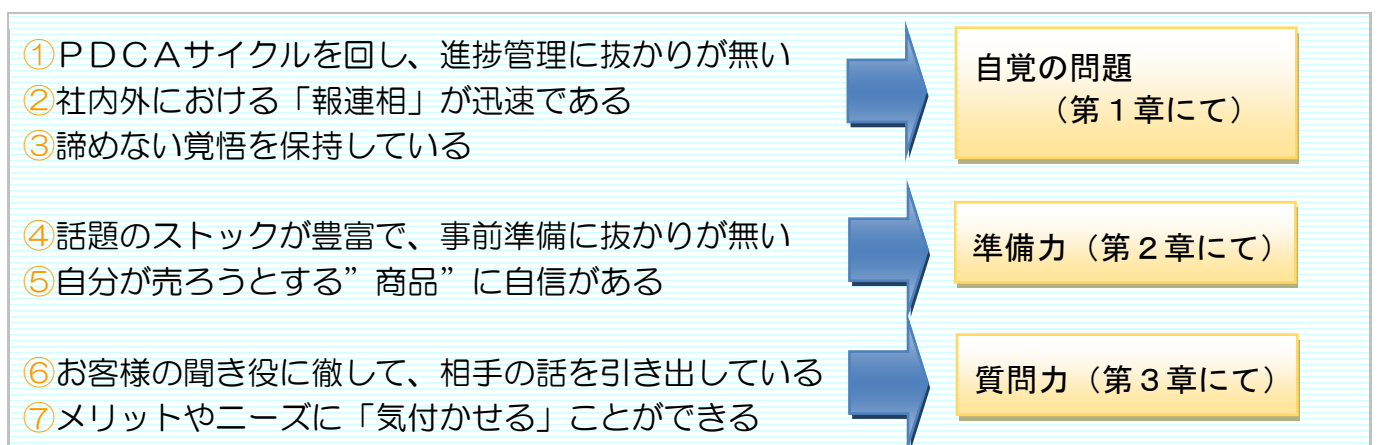 ①PDCAサイクルを回し、進捗管理に抜かりが無い
②社内外における「報連相」が迅速である
③諦めない覚悟を保持している
自覚の問題
(第1章にて)
④話題のストックが豊富で、事前準備に抜かりが無い
⑤自分が売ろうとする”商品”に自信がある
準備力(第2章にて)
⑥お客様の聞き役に徹して、相手の話を引き出している
⑦メリットやニーズに「気付かせる」ことができる
質問力(第3章にて)